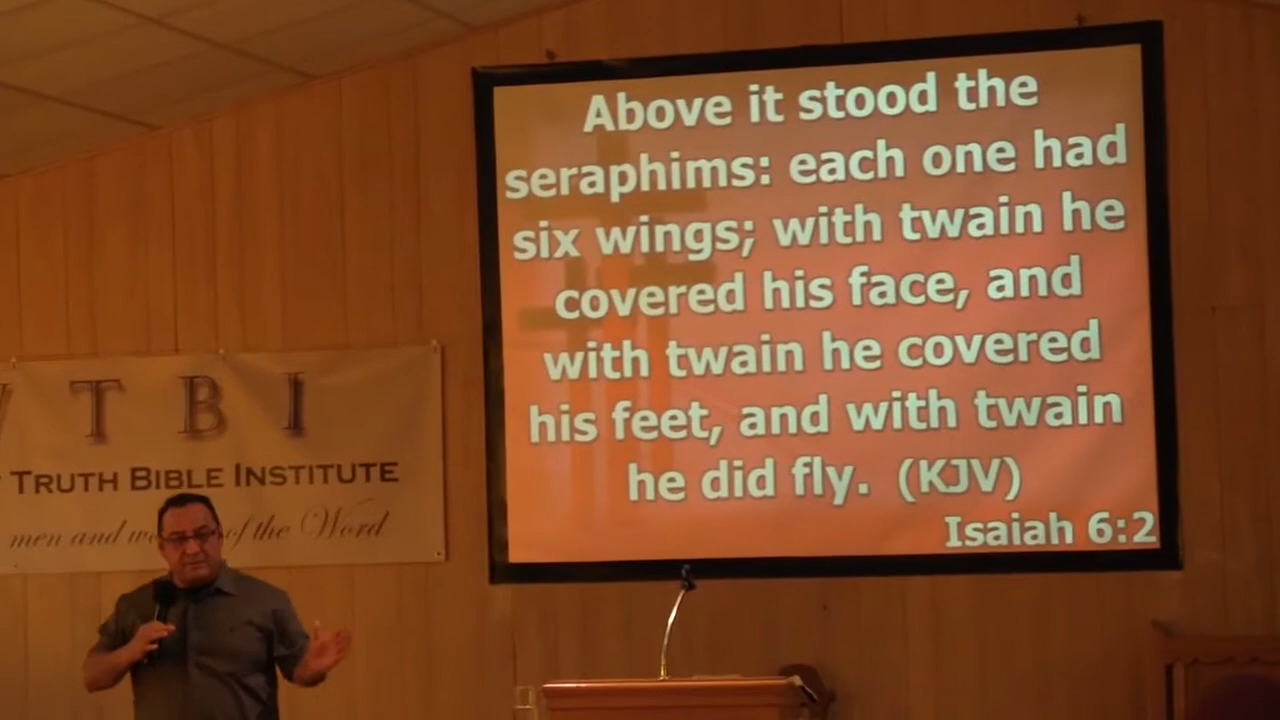 Above it stood the
seraphims: each one had
six wings; with twain he
covered his face, and
with twain he covered
his feet, and with twain
he did fly. (KJV)
Isaiah 6:2
T B I
TRUTH BIBLE INSTITUTE
men and of the Word